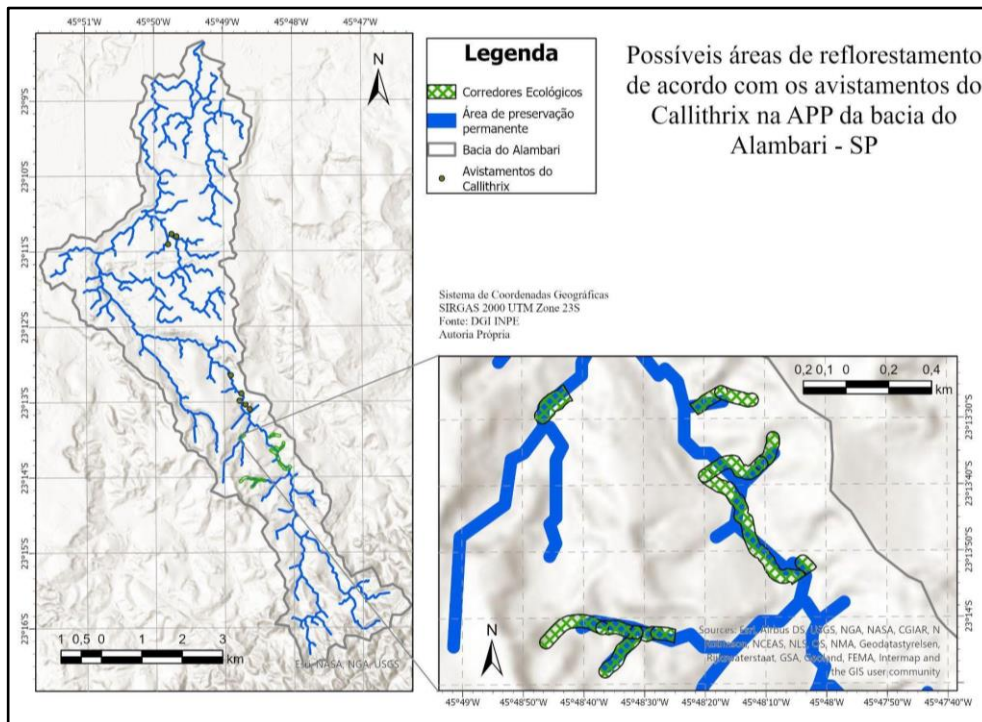 Possíveis áreas de reflorestamento
de acordo com os avistamentos do
Callithrix na APP da bacia do
Alambari - SP
Legenda
Corredores Ecológicos
Área de preservação
permanente
Bacia do Alambari
Avistamentos do
Callithrix
45°51'W 45°50'W 45°49'W 45°48'W
N
23°9'S
23°10'S
23°11'S
23°12'S
23°13'S
23°14'S
23°15'S
23°16'S
1 0,5 0 1 2 3
km
Esri, NASA, NGA, USGS
Sistema de Coordenadas Geográficas
SIRGAS 2000 UTM Zone 23S
Fonte: DGI INPE
Autoria Própria
0,2 0,1 0 0,2 0,4
km
23°13'30"S
23°13'40"S
23°13'50"S
23°14'S
N
Sources: Esri, Airbus DS, USGS, NGA, NASA, CGIAR, N
NCEAS, NLS, OS, NMA, Geodatastyrelsen,
Rijkswaterstaat, GSA, Geoland, FEMA, Intermap and
the GIS user community
45°49'W 45°48'50"W 45°48'40"W 45°48'30"W 45°48'20"W 45°48'10"W 45°48'W 45°47'50"W 45°47'40"W